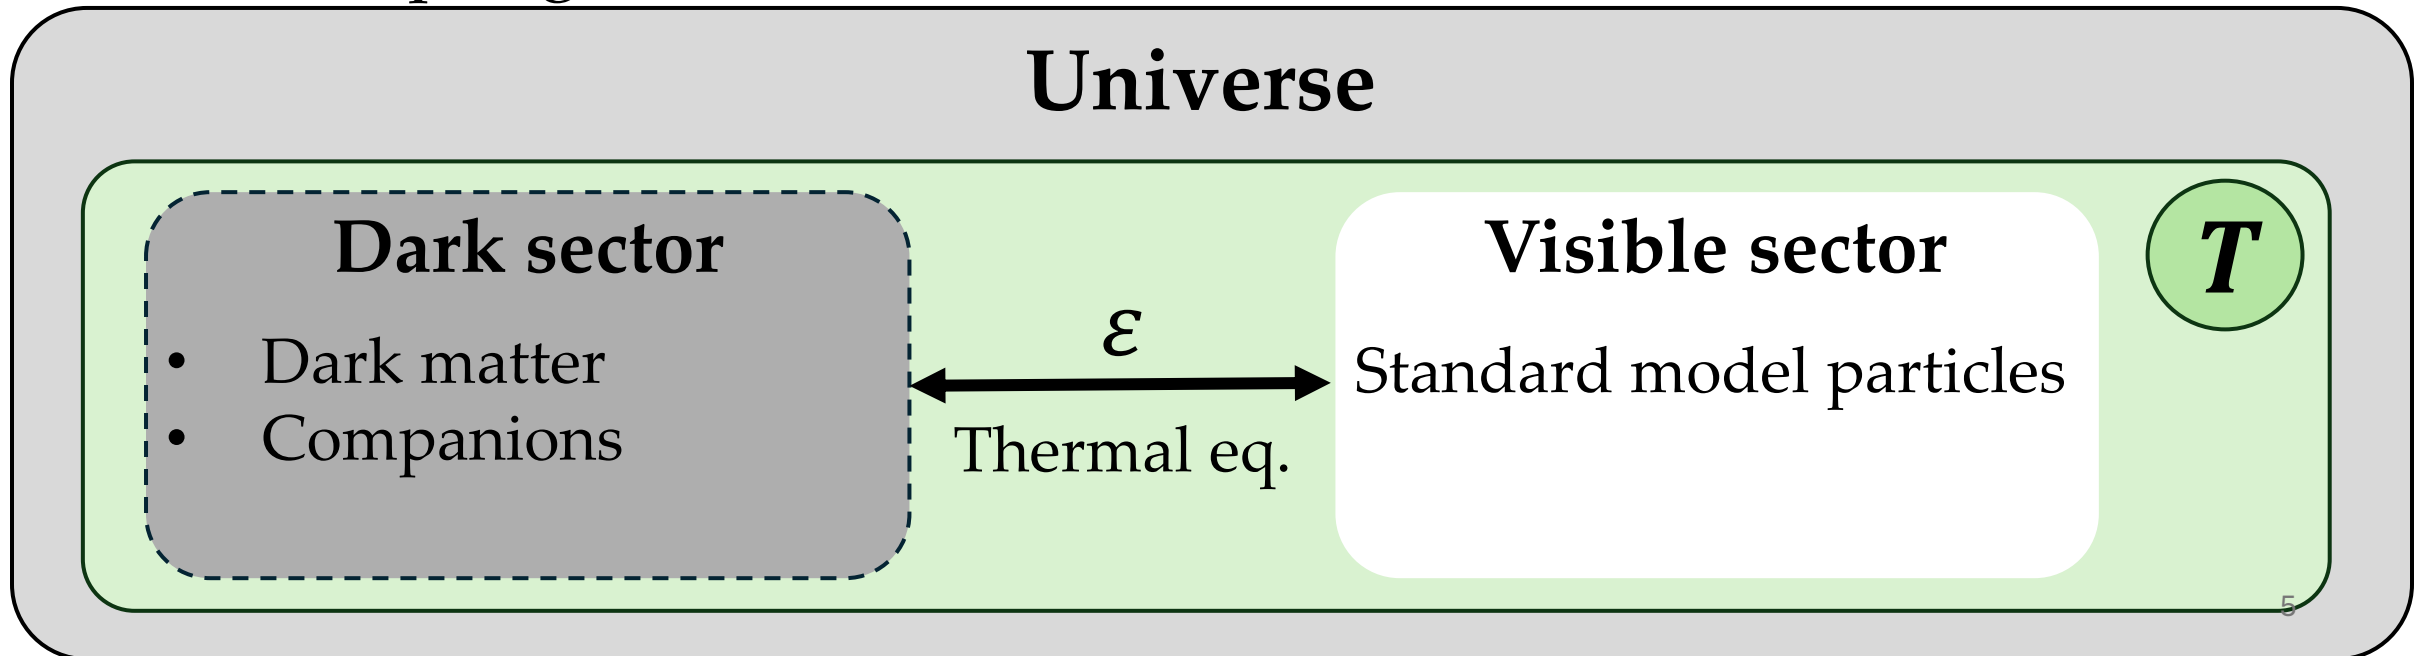 Universe
Dark sector
• Dark matter
• Companions
ε
Thermal eq.
Visible sector
Standard model particles
T
5